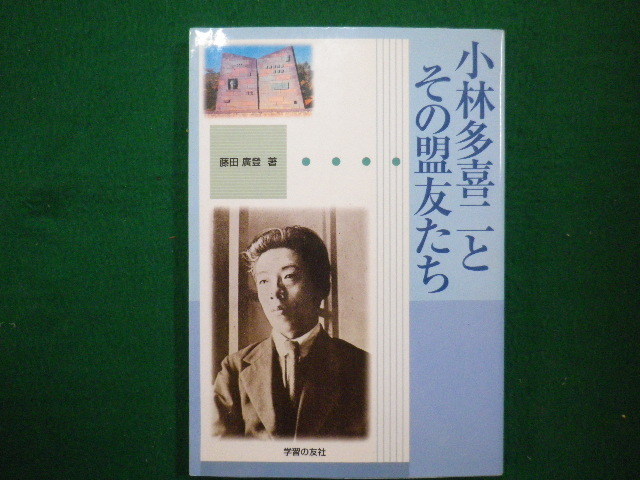 小林多喜二と
その盟友たち
藤田 廣登 著
学習の友社